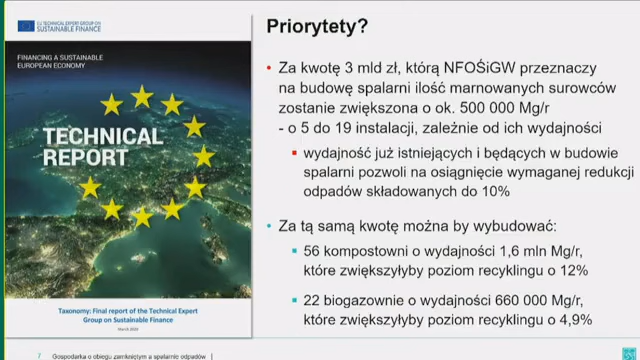 EU TECHNICAL EXPERT GROUP ON
SUSTAINABLE FINANCE
FINANCING A SUSTAINABLE
EUROPEAN ECONOMY
TECHNICAL
REPORT
Taxonomy: Final report of the Technical Expert
Group on Sustainable Finance
March 2020
Priorytety?
• Za kwotę 3 mld zł, którą NFOŚiGW przeznaczy
na budowę spalarni ilość marnowanych surowców
zostanie zwiększona o ok. 500 000 Mg/r
- o 5 do 19 instalacji, zależnie od ich wydajności
▪ wydajność już istniejących i będących w budowie
spalarni pozwoli na osiągnięcie wymaganej redukcji
odpadów składowanych do 10%
• Za tą samą kwotę można by wybudować:
▪ 56 kompostowni o wydajności 1,6 mln Mg/r,
które zwiększyłyby poziom recyklingu o 12%
▪ 22 biogazownie o wydajności 660 000 Mg/r,
które zwiększyłyby poziom recyklingu o 4,9%
7 Gospodarka o obiegu zamkniętym a spalarnie odpadów |